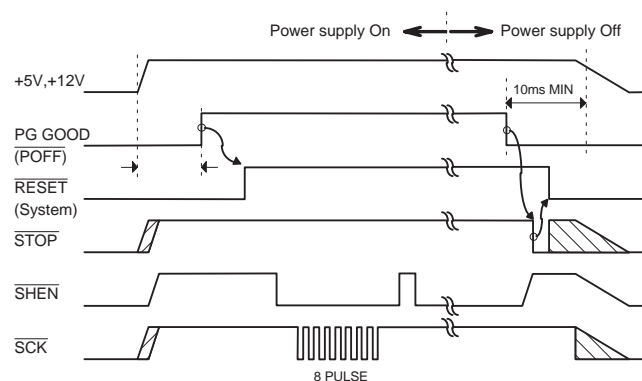 Power supply On
Power supply Off
+5V,+12V
10ms MIN
PG GOOD
(POFF)
RESET
(System)
STOP
SHEN
SCK
8 PULSE